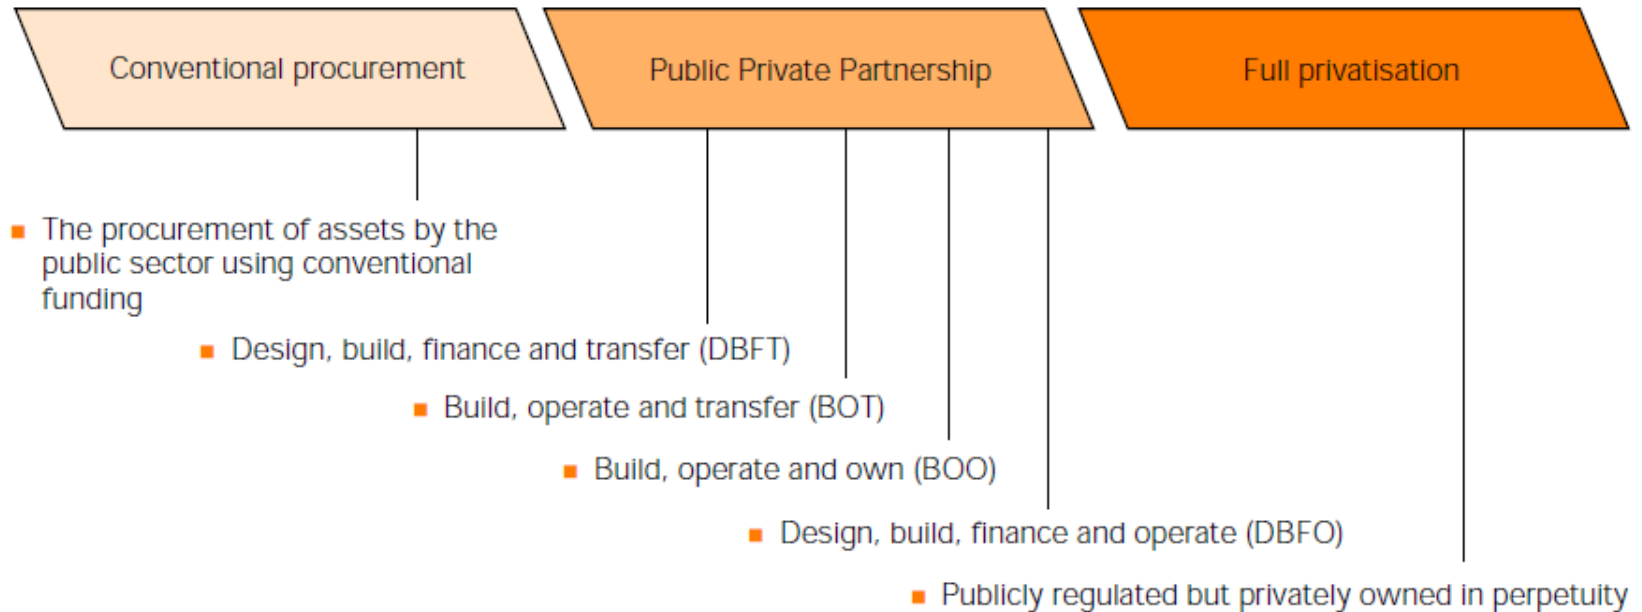 Conventional procurement
Public Private Partnership
Full privatisation
The procurement of assets by the
public sector using conventional
funding
Design, build, finance and transfer (DBFT)
Build, operate and transfer (BOT)
Build, operate and own (BOO)
Design, build, finance and operate (DBFO)
Publicly regulated but privately owned in perpetuity